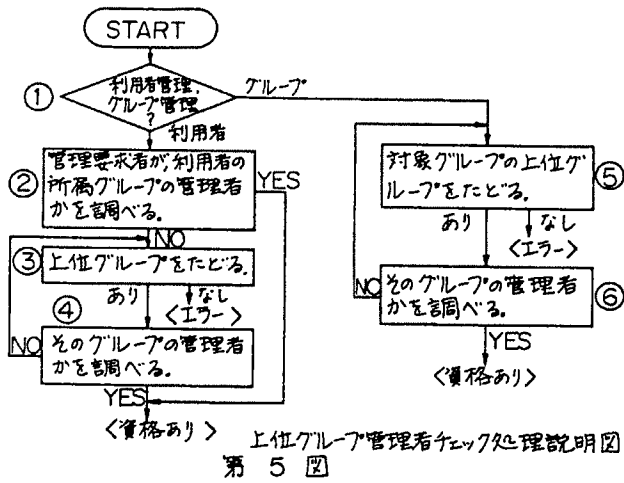 START
①
利用者管理,
グループ管理
?
グループ
利用者
②
管理要求者が,利用者の
所属グループの管理者
かを調べる。
YES
NO
③
上位グループをたどる。
あり
なし
<エラー>
④
そのグループの管理者
かを調べる。
NO
YES
<資格あり>
⑤
対象グループの上位グ
ループをたどる。
あり
なし
<エラー>
⑥
そのグループの管理者
かを調べる。
NO
YES
<資格あり>
上位グループ管理者チェック処理説明図
第 5 図